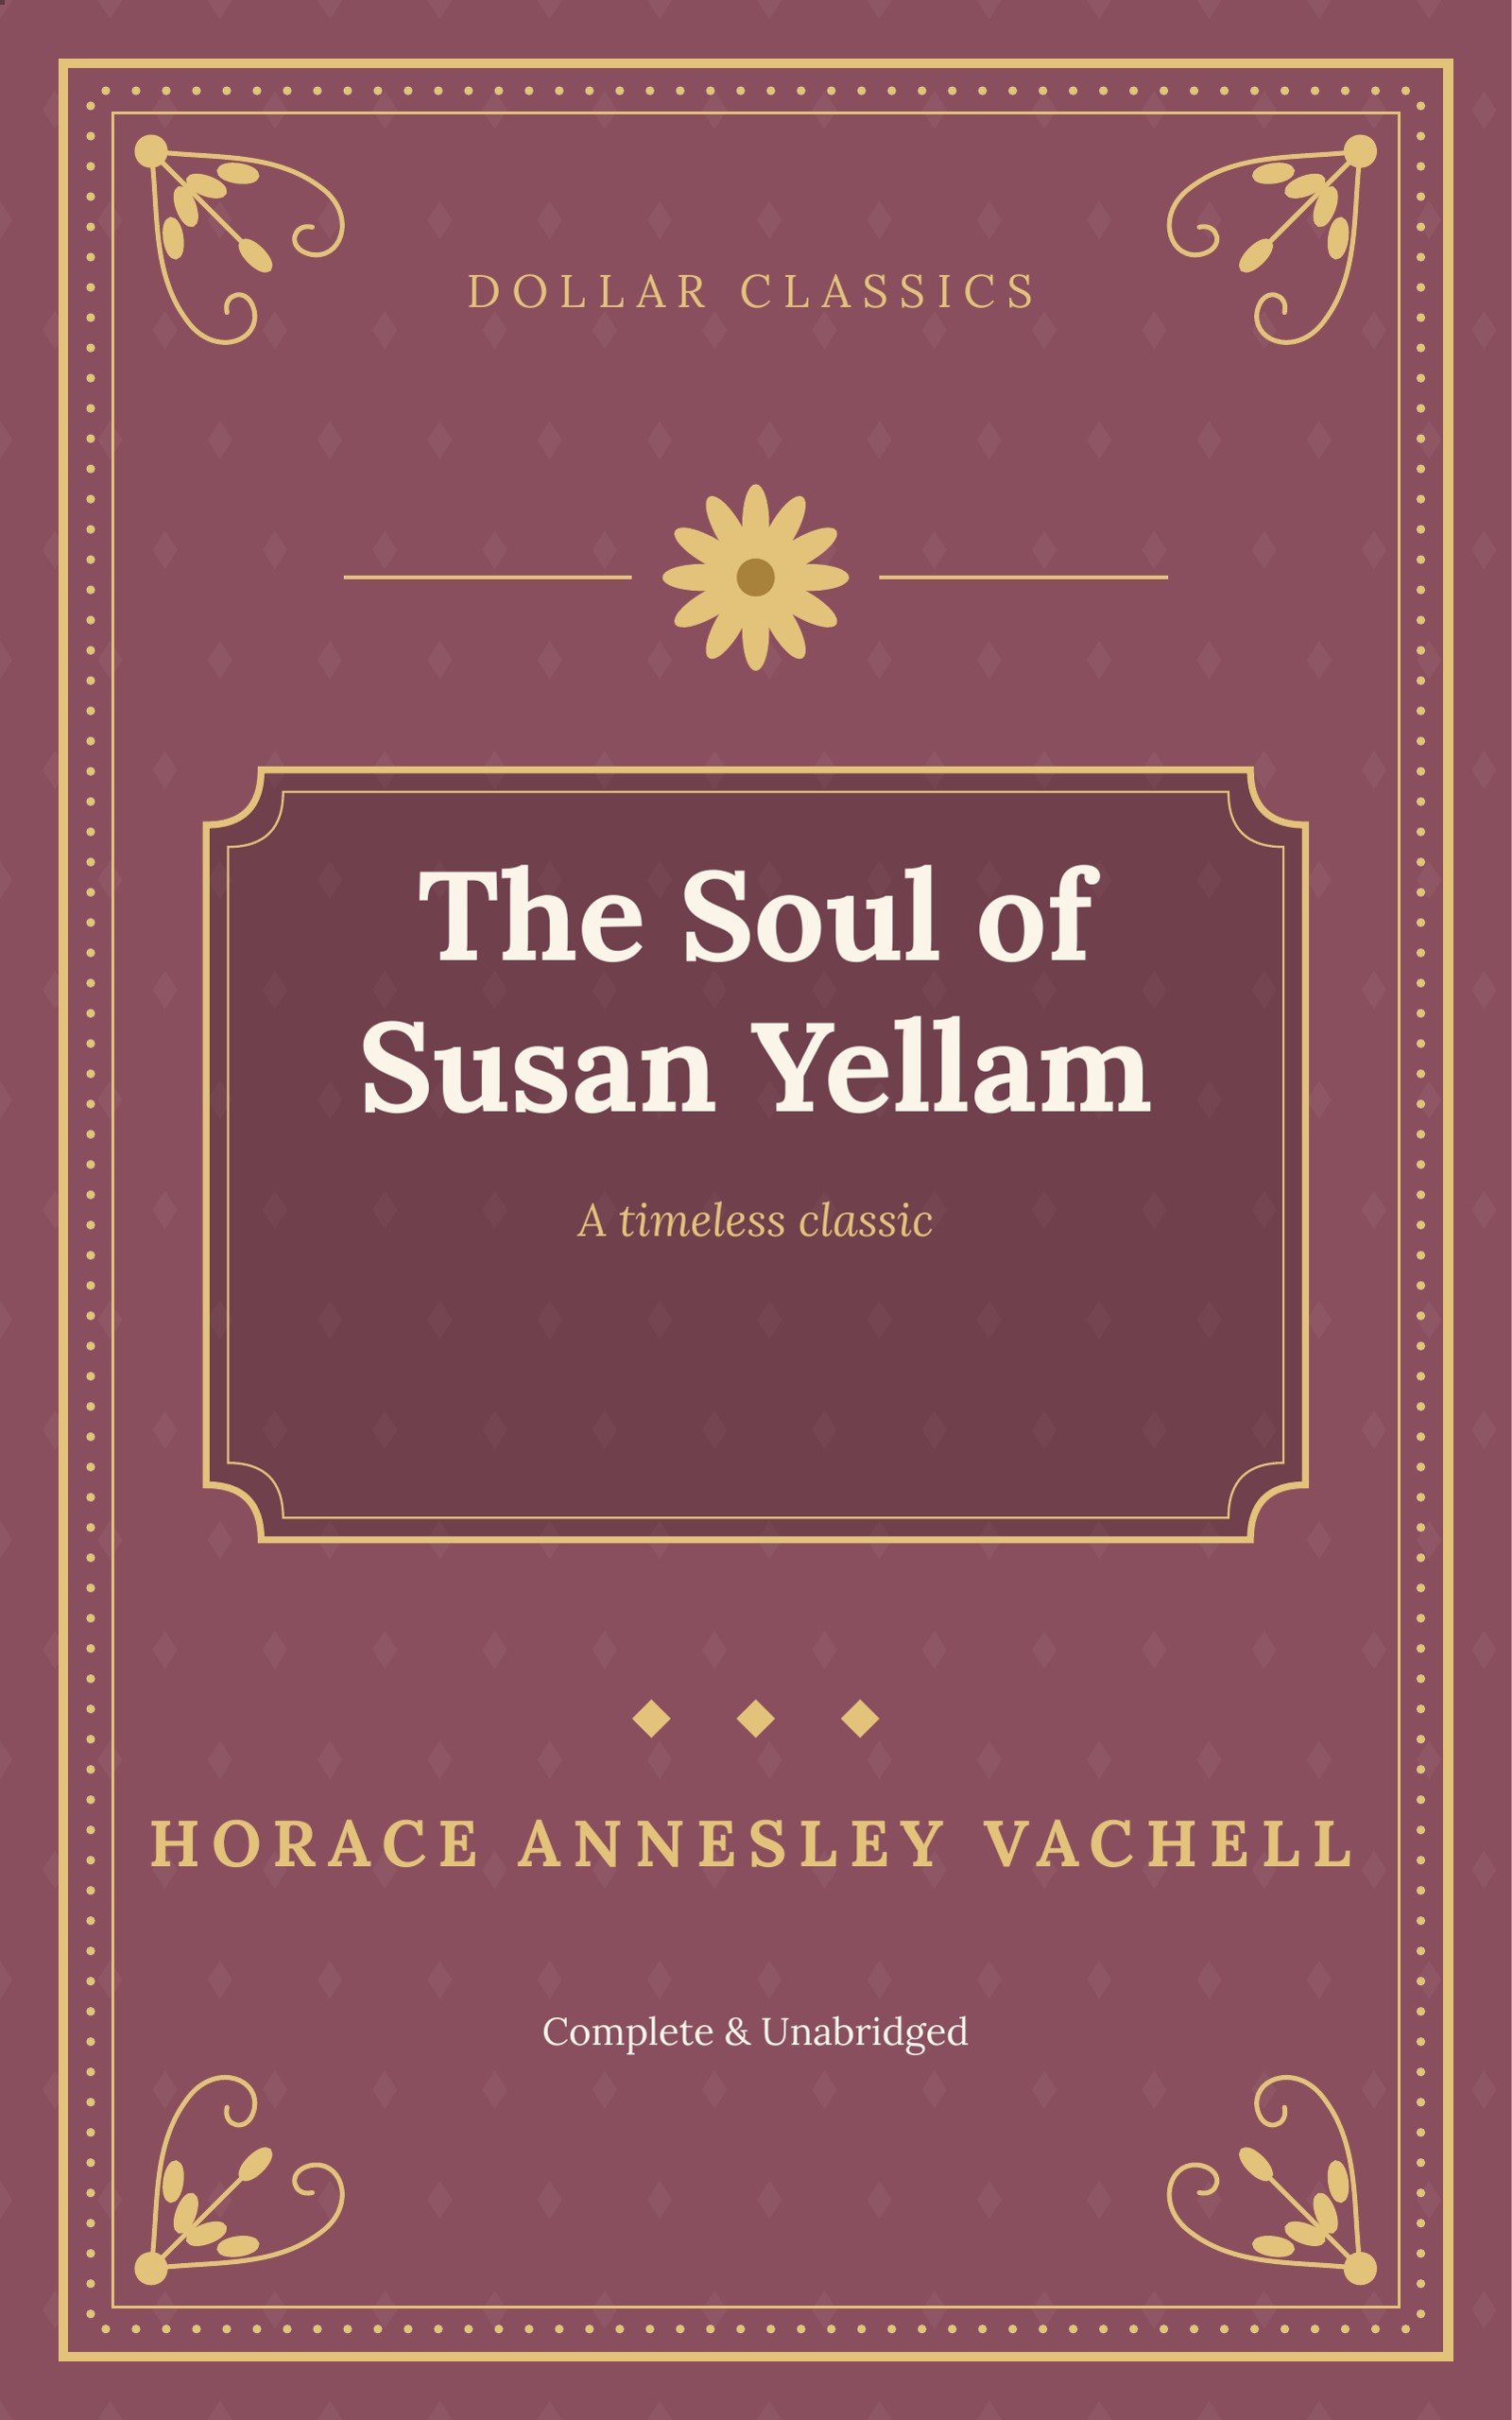 DOLLAR CLASSICS
The Soul of
Susan Yellam
A timeless classic
HORACE ANNESLEY VACHELL
Complete & Unabridged